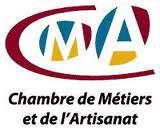 CMA
Chambre de Métiers
et de l'Artisanat